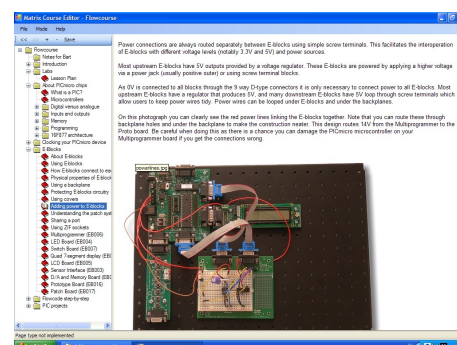 Matrix Course Editor - Flowcourse
File Mode Help
<< >> + - Save
Flowcourse
Notes for Bert
Introduction
Labs
Lesson Plan
About PICmicro chips
What is a PIC?
Microcontrollers
Digital versus analogue
Inputs and outputs
Memory
Programming
16F877 architecture
Clocking your PICmicro device
E-Blocks
About E-blocks
Using E-blocks
How E-blocks connect to ea
Physical properties of E-block
Using a backplane
Protecting E-blocks circuitry
Using covers
Adding power to E-blocks
Understanding the patch syst
Sharing a port
Using ZIF sockets
Multiprogrammer (EB006)
LED Board (EB004)
Switch Board (EB007)
Quad 7-segment display (EB0
LCD Board (EB005)
Sensor Interface (EB003)
D/A and Memory Board (EB0
Prototype Board (EB016)
Patch Board (EB017)
Flowcode step-by-step
PIC projects
Power connections are always routed separately between E-blocks using simple screw terminals. This facilitates the interoperation
of E-blocks with different voltage levels (notably 3.3V and 5V) and power sources.
Most upstream E-blocks have 5V outputs provided by a voltage regulator. These E-blocks are powered by applying a higher voltage
via a power jack (usually positive outer) or using screw terminal blocks.
As 0V is connected to all blocks through the 9 way D-type connectors it is only necessary to connect power to all E-blocks. Most
upstream E-blocks have a regulator that produces 5V, and many downstream E-blocks have 5V loop through screw terminals which
allow users to keep power wires tidy. Power wires can be looped under E-blocks and under the backplanes.
On this photograph you can clearly see the red power lines linking the E-blocks together. Note that you can route these through
backplane holes and under the backplane to make the construction neater. This design routes 14V from the Multiprogrammer to the
Proto board. Be careful when doing this as there is a chance you can damage the PICmicro microcontroller on your
Multiprogrammer board if you get the connections wrong.
powerlines.jpg
Page type not implemented